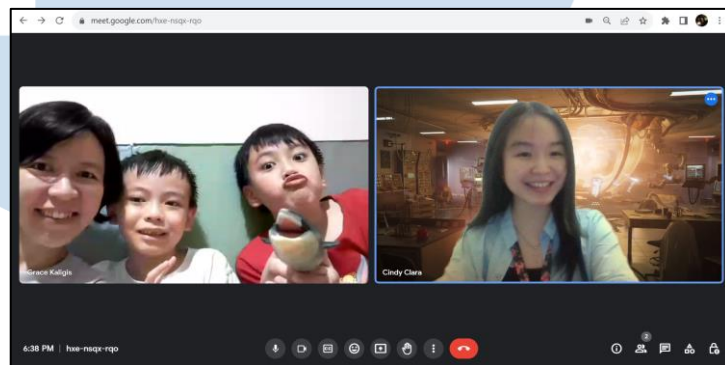 meet.google.com/hxe-nsqx-rqo
Grace Kaligis
Cindy Clara
6:38 PM | hxe-nsqx-rqo
2